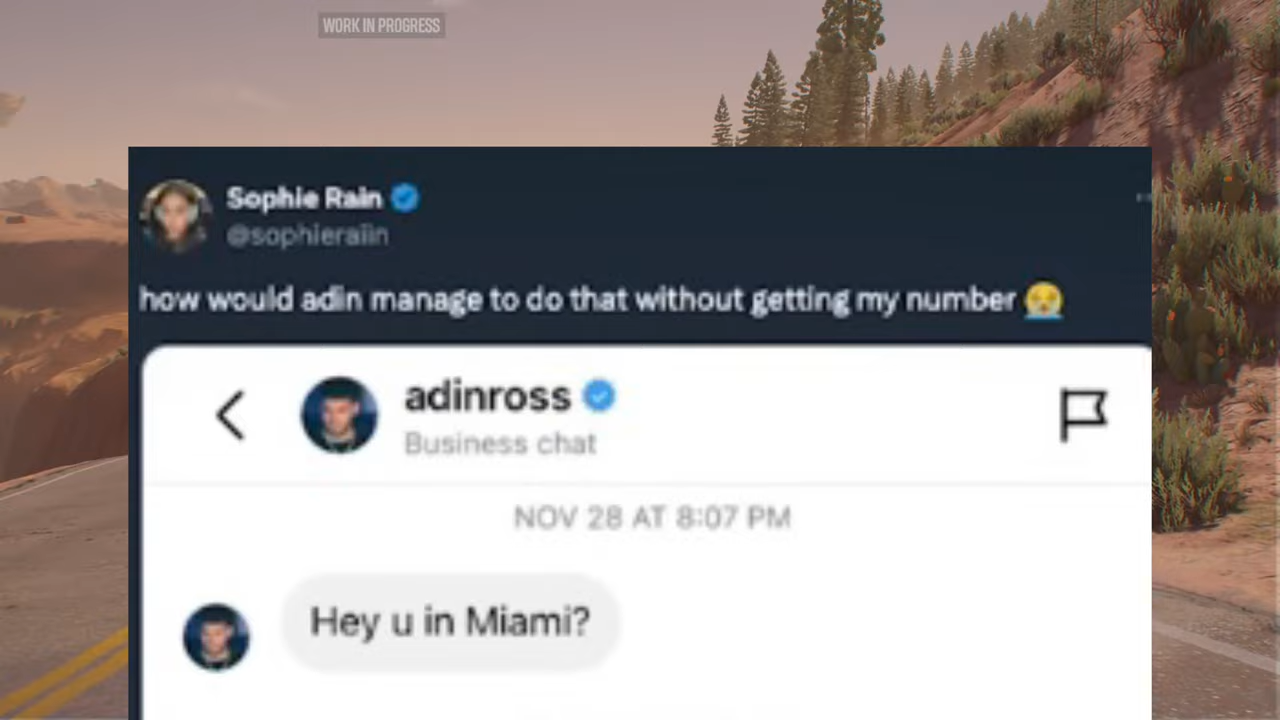 WORK IN PROGRESS
Sophie Rain
@sophieraiin
how would adin manage to do that without getting my number 😭
adinross
Business chat
NOV 28 AT 8:07 PM
Hey u in Miami?